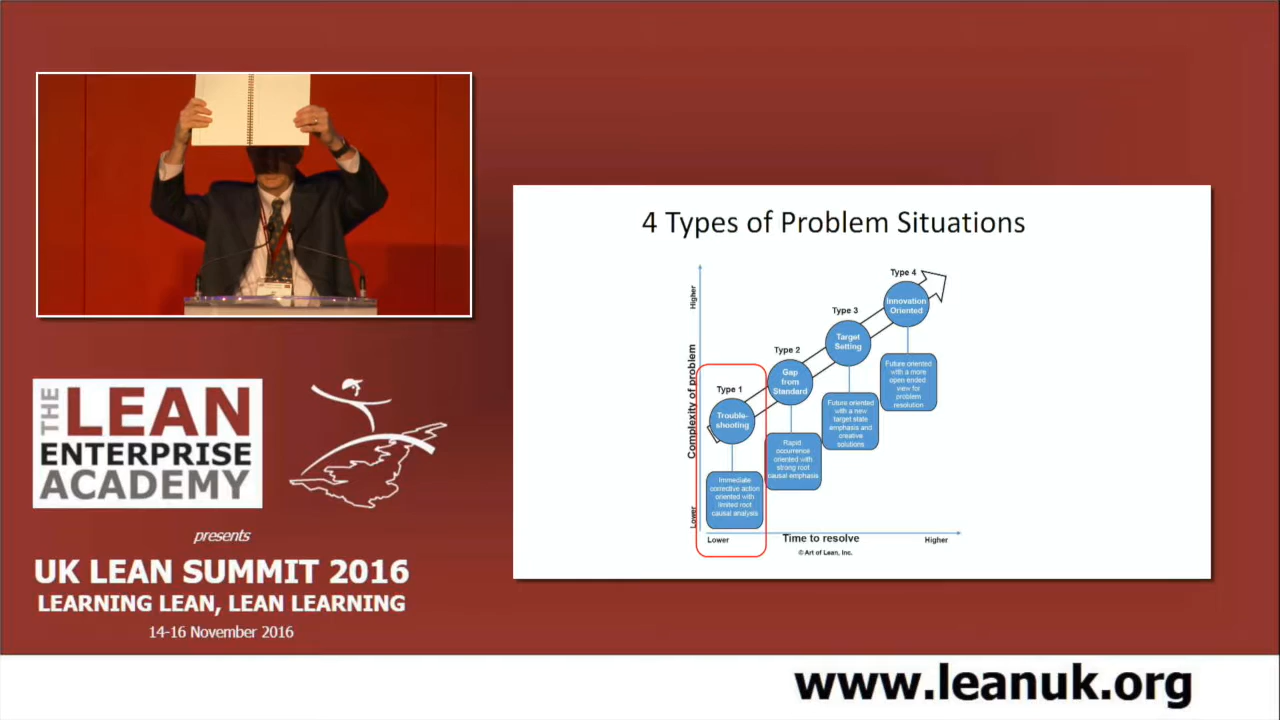 4 Types of Problem Situations
Complexity of problem
Higher
Lower
Type 1
Trouble-
shooting
Immediate
corrective action
oriented with
limited root
causal analysis
Type 2
Gap
from
Standard
Rapid
occurrence
oriented with
strong root
causal emphasis
Type 3
Target
Setting
Future oriented
with a new
target state
emphasis and
creative
solutions
Type 4
Innovation
Oriented
Future oriented
with a more
open ended
view for
problem
resolution
Lower
Time to resolve
Higher
© Art of Lean, Inc.
THE
LEAN
ENTERPRISE
ACADEMY
presents
UK LEAN SUMMIT 2016
LEARNING LEAN, LEAN LEARNING
14-16 November 2016
www.leanuk.org